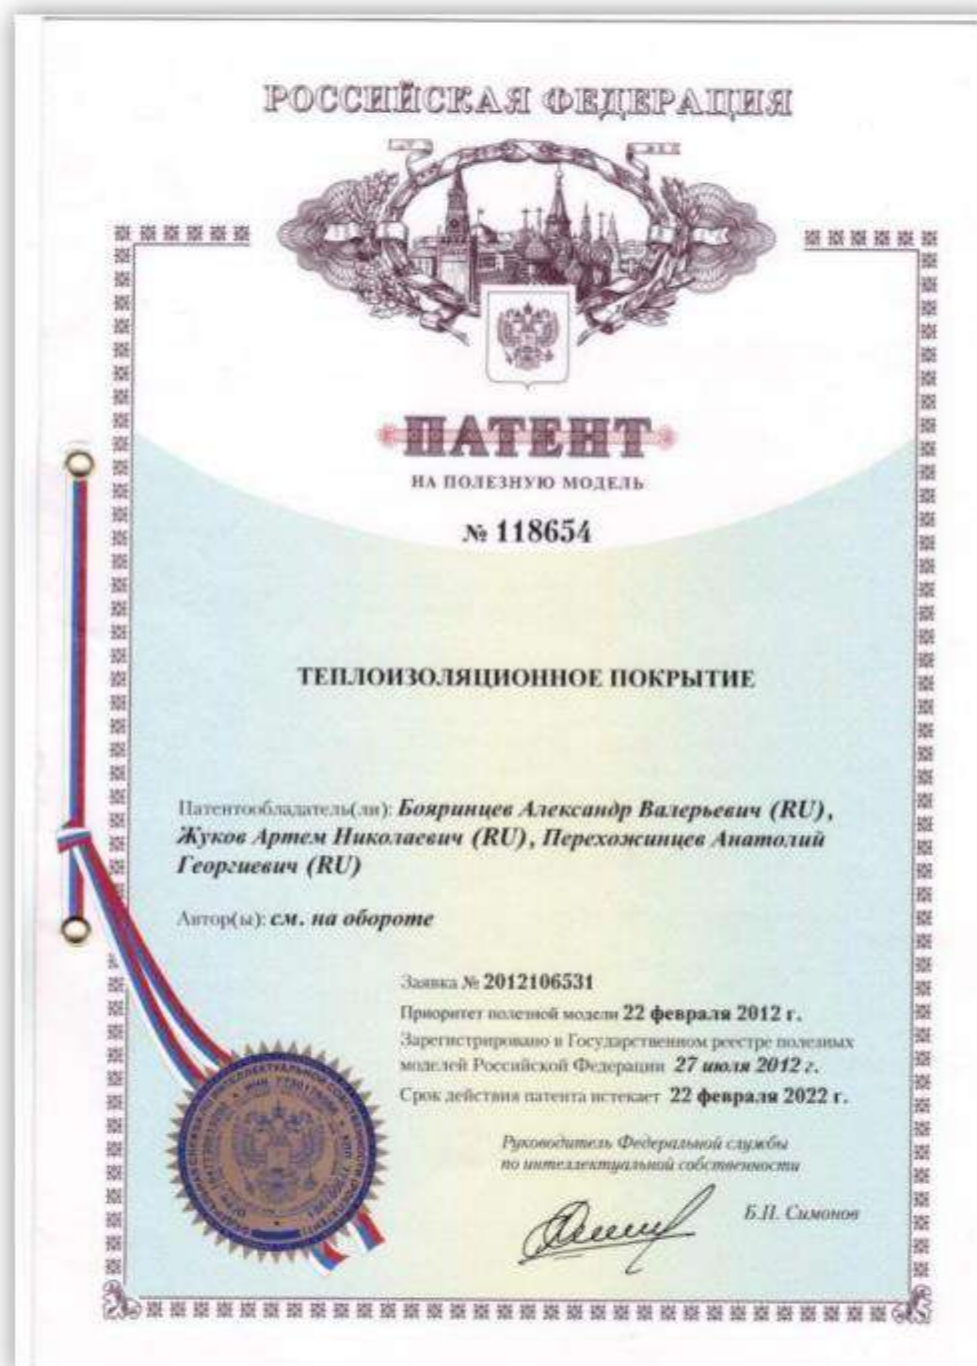 РОССИЙСКАЯ ФЕДЕРАЦИЯ
ПАТЕНТ
НА ПОЛЕЗНУЮ МОДЕЛЬ
№ 118654
ТЕПЛОИЗОЛЯЦИОННОЕ ПОКРЫТИЕ
Патентообладатель(ли): Бояринцев Александр Валерьевич (RU),
Жуков Артем Николаевич (RU), Перехожинцев Анатолий
Георгиевич (RU)
Автор(ы): см. на обороте
Заявка № 2012106531
Приоритет полезной модели 22 февраля 2012 г.
Зарегистрировано в Государственном реестре полезных
моделей Российской Федерации 27 июля 2012 г.
Срок действия патента истекает 22 февраля 2022 г.
Руководитель Федеральной службы
по интеллектуальной собственности
Б.П. Симонов